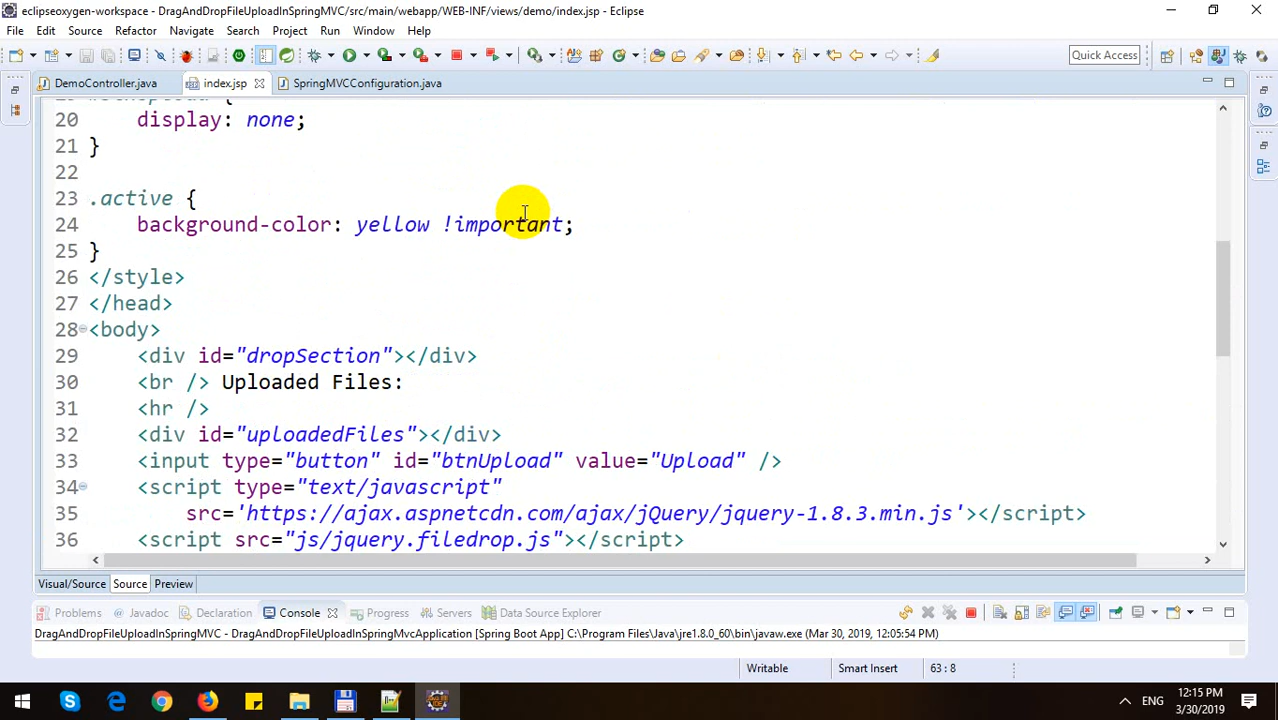 eclipseoxygen-workspace - DragAndDropFileUploadInSpringMVC/src/main/webapp/WEB-INF/views/demo/index.jsp - Eclipse
File Edit Source Refactor Navigate Search Project Run Window Help
Quick Access
DemoController.java index.jsp SpringMVCConfiguration.java
20 display: none;
21 }
22
23 .active {
24 background-color: yellow !important;
25 }
26 </style>
27 </head>
28 <body>
29 <div id="dropSection"></div>
30 <br /> Uploaded Files:
31 <hr />
32 <div id="uploadedFiles"></div>
33 <input type="button" id="btnUpload" value="Upload" />
34 <script type="text/javascript"
35 src='https://ajax.aspnetcdn.com/ajax/jQuery/jquery-1.8.3.min.js'></script>
36 <script src="js/jquery.filedrop.js"></script>
Visual/Source Source Preview
Problems Javadoc Declaration Console Progress Servers Data Source Explorer
DragAndDropFileUploadInSpringMVC - DragAndDropFileUploadInSpringMvcApplication [Spring Boot App] C:\Program Files\Java\jre1.8.0_60\bin\javaw.exe (Mar 30, 2019, 12:05:54 PM)
Writable Smart Insert 63 : 8
ENG 12:15 PM
3/30/2019